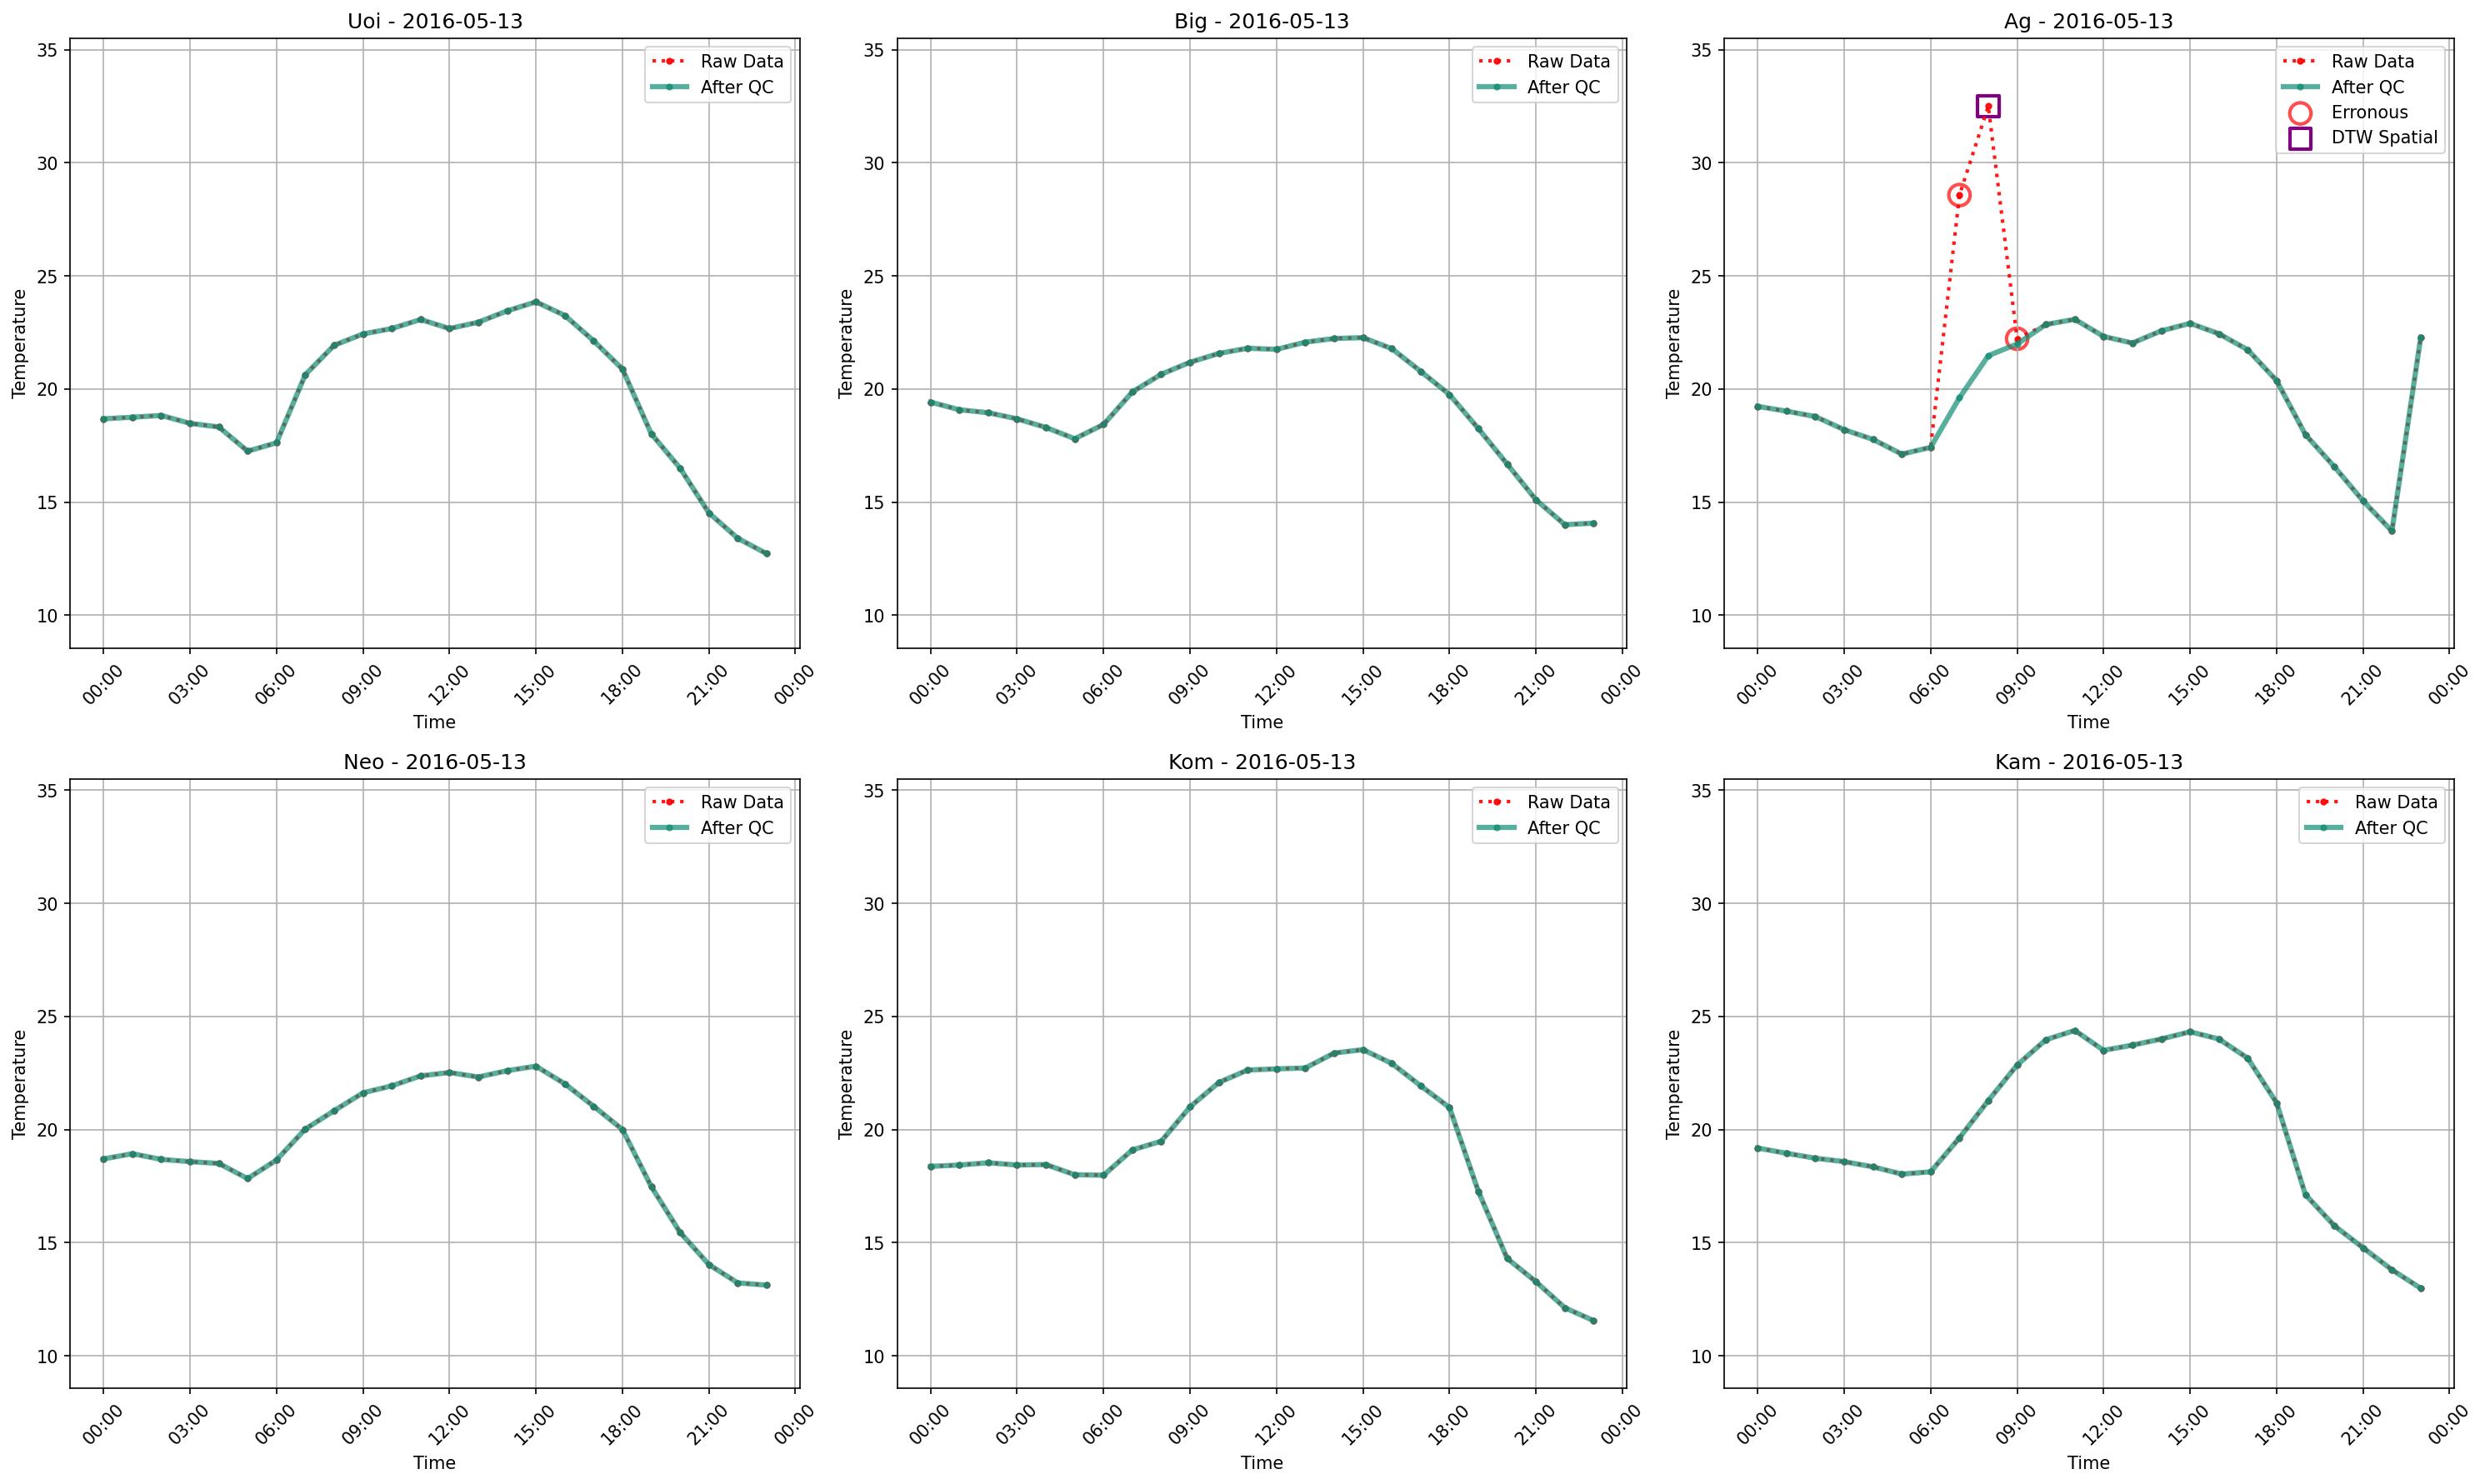 Uoi - 2016-05-13
35
30
25
20
15
10
Temperature
Raw Data
After QC
00:00
03:00
06:00
09:00
12:00
15:00
18:00
21:00
00:00
Time
Big - 2016-05-13
35
30
25
20
15
10
Temperature
Raw Data
After QC
00:00
03:00
06:00
09:00
12:00
15:00
18:00
21:00
00:00
Time
Ag - 2016-05-13
35
30
25
20
15
10
Temperature
Raw Data
After QC
Erronous
DTW Spatial
00:00
03:00
06:00
09:00
12:00
15:00
18:00
21:00
00:00
Time
Neo - 2016-05-13
35
30
25
20
15
10
Temperature
Raw Data
After QC
00:00
03:00
06:00
09:00
12:00
15:00
18:00
21:00
00:00
Time
Kom - 2016-05-13
35
30
25
20
15
10
Temperature
Raw Data
After QC
00:00
03:00
06:00
09:00
12:00
15:00
18:00
21:00
00:00
Time
Kam - 2016-05-13
35
30
25
20
15
10
Temperature
Raw Data
After QC
00:00
03:00
06:00
09:00
12:00
15:00
18:00
21:00
00:00
Time